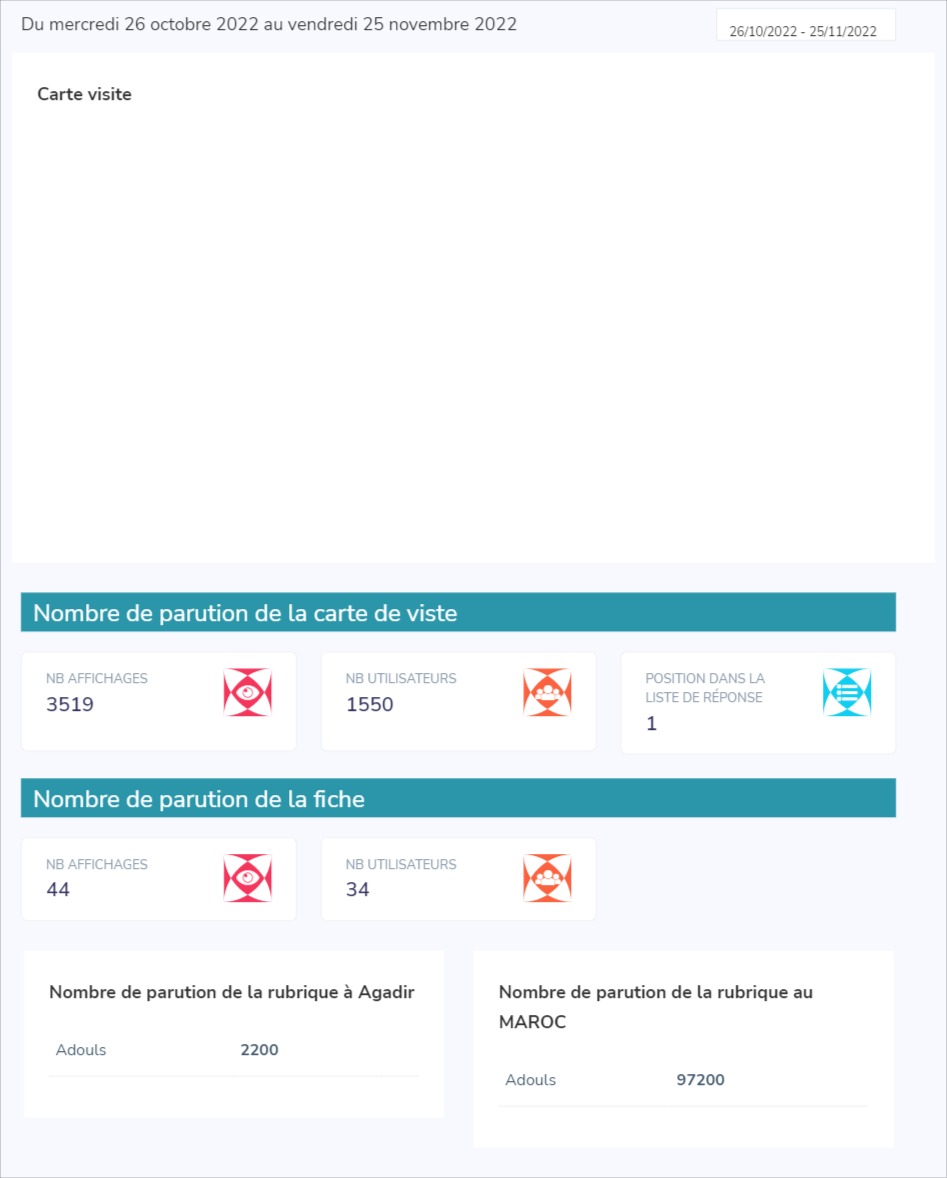 Du mercredi 26 octobre 2022 au vendredi 25 novembre 2022
26/10/2022 - 25/11/2022
Carte visite
Nombre de parution de la carte de viste
NB AFFICHAGES
3519
NB UTILISATEURS
1550
POSITION DANS LA
LISTE DE RÉPONSE
1
Nombre de parution de la fiche
NB AFFICHAGES
44
NB UTILISATEURS
34
Nombre de parution de la rubrique à Agadir
Adouls 2200
Nombre de parution de la rubrique au
MAROC
Adouls 97200